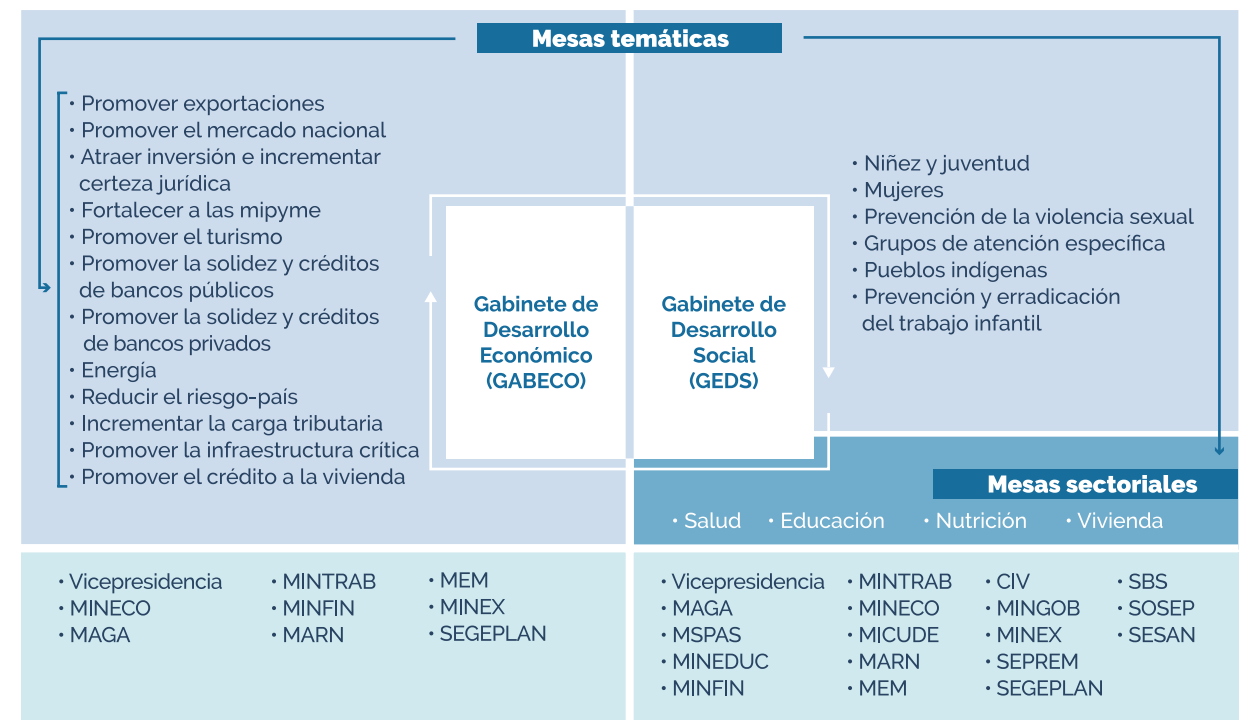 Mesas temáticas
• Promover exportaciones
• Promover el mercado nacional
• Atraer inversión e incrementar
certeza jurídica
• Fortalecer a las mipyme
• Promover el turismo
• Promover la solidez y créditos
de bancos públicos
• Promover la solidez y créditos
de bancos privados
• Energía
• Reducir el riesgo-país
• Incrementar la carga tributaria
• Promover la infraestructura crítica
• Promover el crédito a la vivienda
Gabinete de
Desarrollo
Económico
(GABECO)
Gabinete de
Desarrollo
Social
(GEDS)
• Niñez y juventud
• Mujeres
• Prevención de la violencia sexual
• Grupos de atención específica
• Pueblos indígenas
• Prevención y erradicación
del trabajo infantil
Mesas sectoriales
• Salud • Educación • Nutrición • Vivienda
• Vicepresidencia
• MINECO
• MAGA
• MINTRAB
• MINFIN
• MARN
• MEM
• MINEX
• SEGEPLAN
• Vicepresidencia
• MAGA
• MSPAS
• MINEDUC
• MINFIN
• MINTRAB
• MINECO
• MICUDE
• MARN
• MEM
• CIV
• MINGOB
• MINEX
• SEPREM
• SEGEPLAN
• SBS
• SOSEP
• SESAN